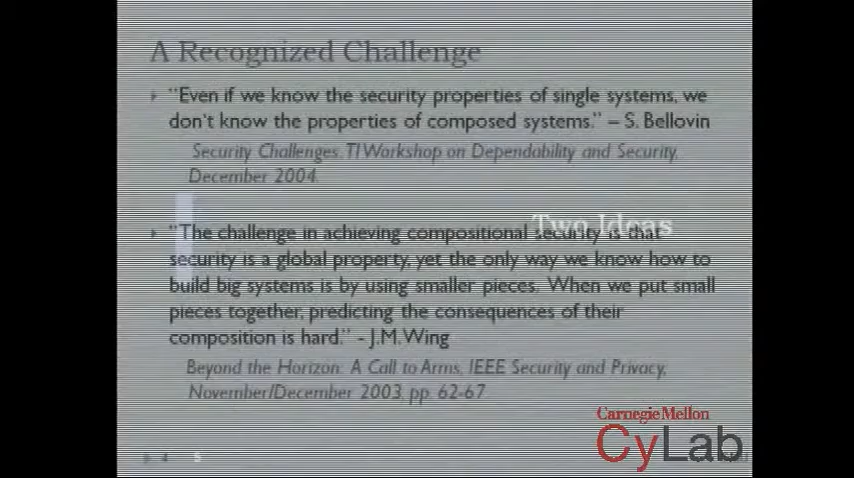 A Recognized Challenge
"Even if we know the security properties of single systems, we
don't know the properties of composed systems." – S. Bellovin
Security Challenges. TI Workshop on Dependability and Security,
December 2004.
Two Ideas
"The challenge in achieving compositional security is that
security is a global property, yet the only way we know how to
build big systems is by using smaller pieces. When we put small
pieces together, predicting the consequences of their
composition is hard." - J.M. Wing
Beyond the Horizon: A Call to Arms, IEEE Security and Privacy,
November/December 2003, pp. 62-67
Carnegie Mellon
CyLab
4 5